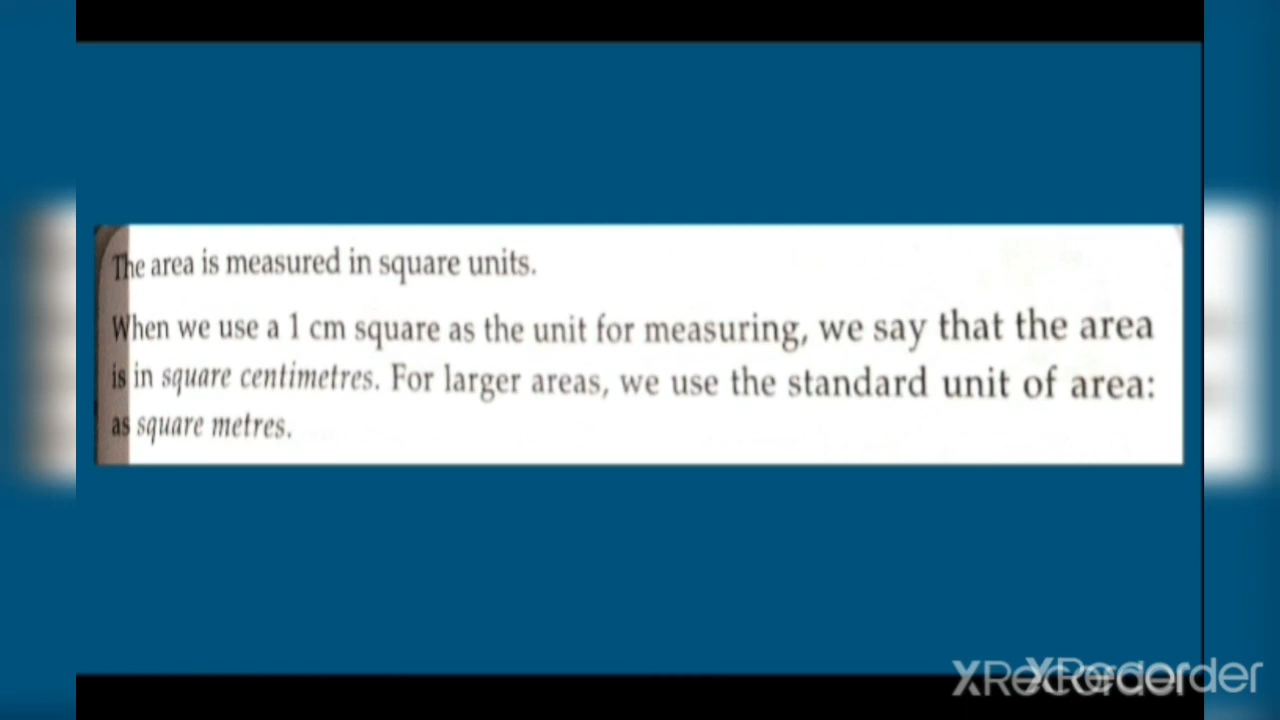 The area is measured in square units.
When we use a 1 cm square as the unit for measuring, we say that the area
is in square centimetres. For larger areas, we use the standard unit of area:
as square metres.
XRecorder